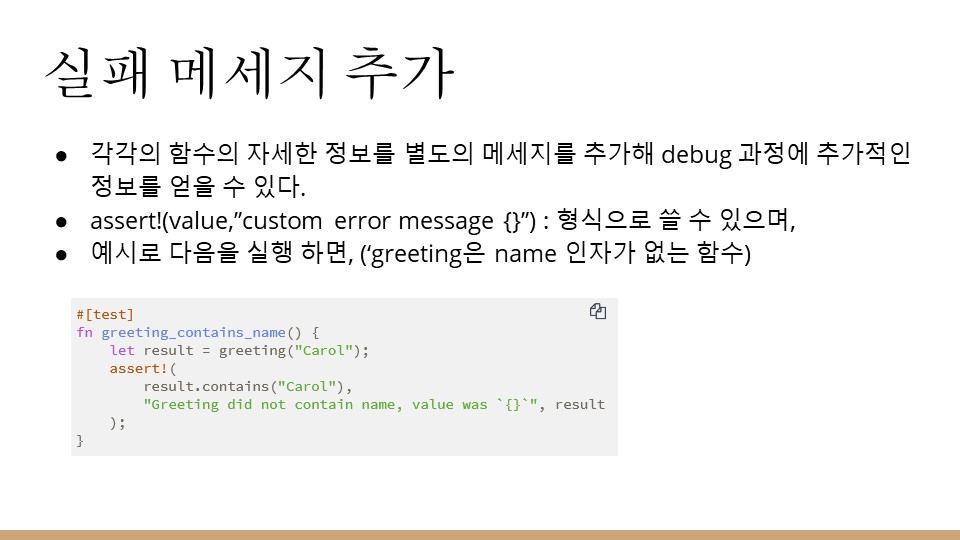 실패 메세지 추가
● 각각의 함수의 자세한 정보를 별도의 메세지를 추가해 debug 과정에 추가적인
정보를 얻을 수 있다.
● assert!(value,”custom error message {}”) : 형식으로 쓸 수 있으며,
● 예시로 다음을 실행 하면, (‘greeting은 name 인자가 없는 함수)
#[test]
fn greeting_contains_name() {
    let result = greeting("Carol");
    assert!(
        result.contains("Carol"),
        "Greeting did not contain name, value was `{}`", result
    );
}